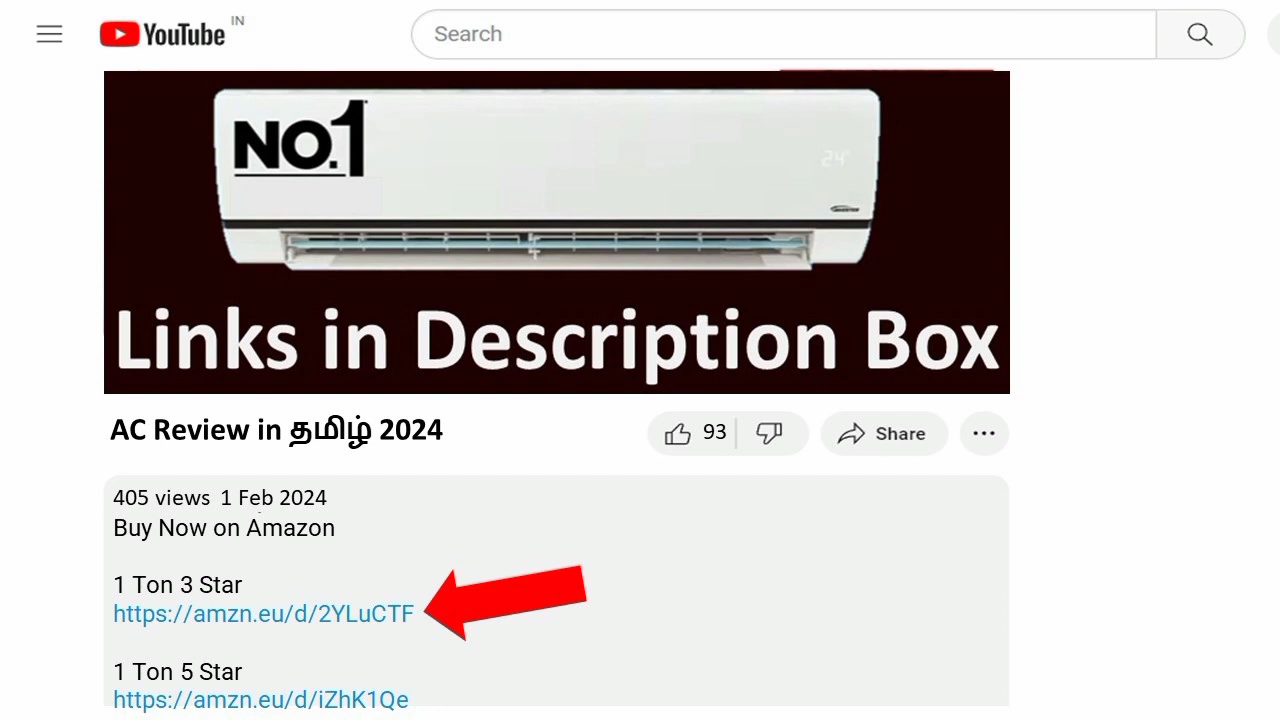 YouTube IN
Search
NO.1
24°
INVERTER
Links in Description Box
AC Review in தமிழ் 2024
93
Share
405 views 1 Feb 2024
Buy Now on Amazon
1 Ton 3 Star
https://amzn.eu/d/2YLuCTF
1 Ton 5 Star
https://amzn.eu/d/iZhK1Qe